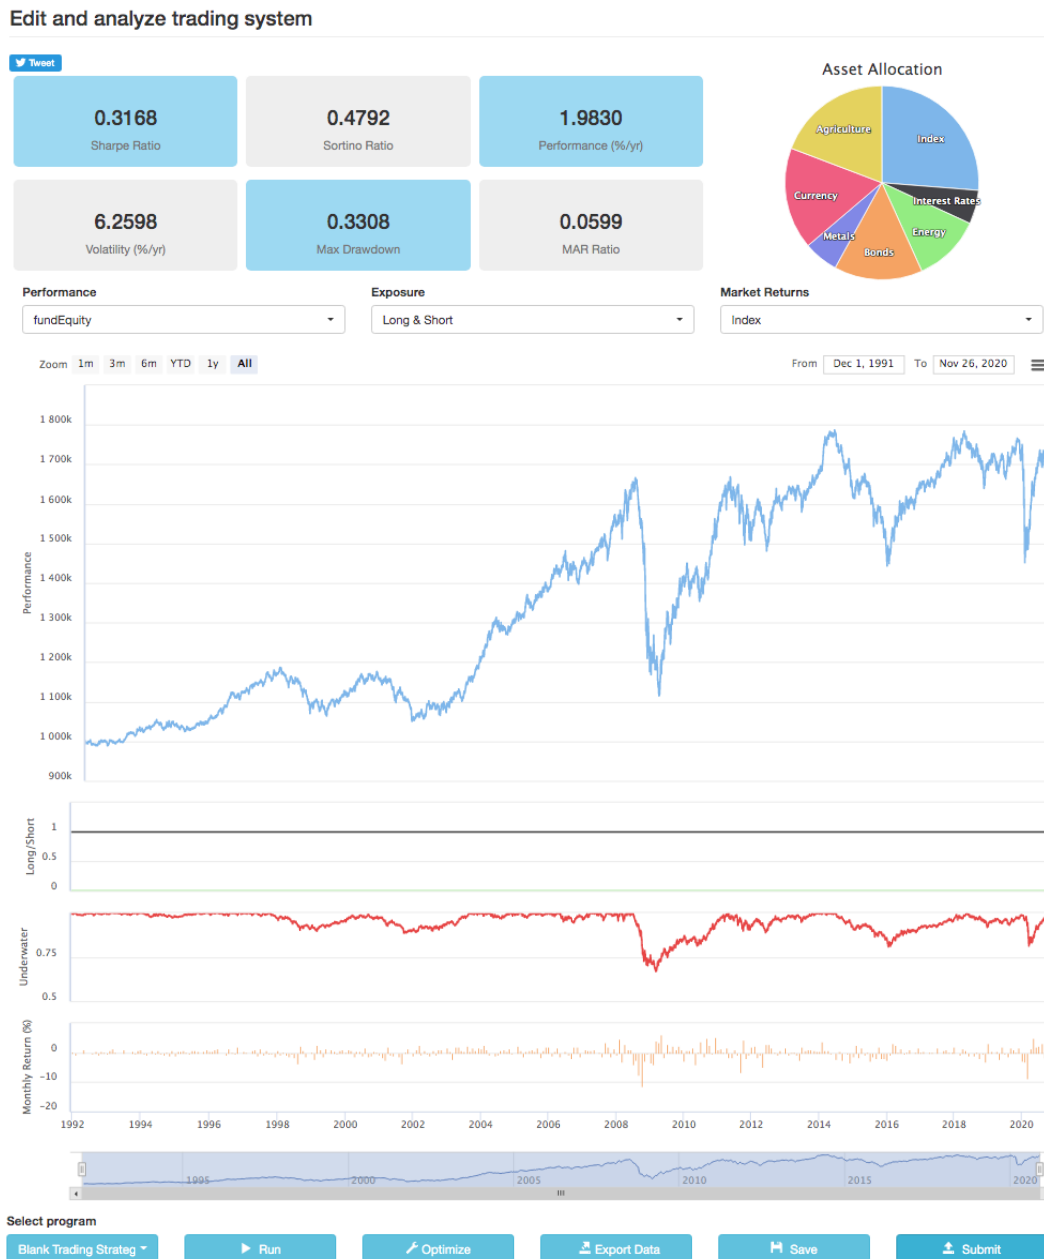 Edit and analyze trading system
Tweet
0.3168
Sharpe Ratio
0.4792
Sortino Ratio
1.9830
Performance (%/yr)
6.2598
Volatility (%/yr)
0.3308
Max Drawdown
0.0599
MAR Ratio
Asset Allocation
Agriculture
Index
Currency
Interest Rates
Metals
Energy
Bonds
Performance
fundEquity
Exposure
Long & Short
Market Returns
Index
Zoom 1m 3m 6m YTD 1y All
From Dec 1, 1991 To Nov 26, 2020
Performance
1 800k
1 700k
1 600k
1 500k
1 400k
1 300k
1 200k
1 100k
1 000k
900k
Long/Short
1
0.5
0
Underwater
0.75
0.5
Monthly Return (%)
0
-10
-20
1992 1994 1996 1998 2000 2002 2004 2006 2008 2010 2012 2014 2016 2018 2020
1995 2000 2005 2010 2015 2020
Select program
Blank Trading Strateg
Run
Optimize
Export Data
Save
Submit